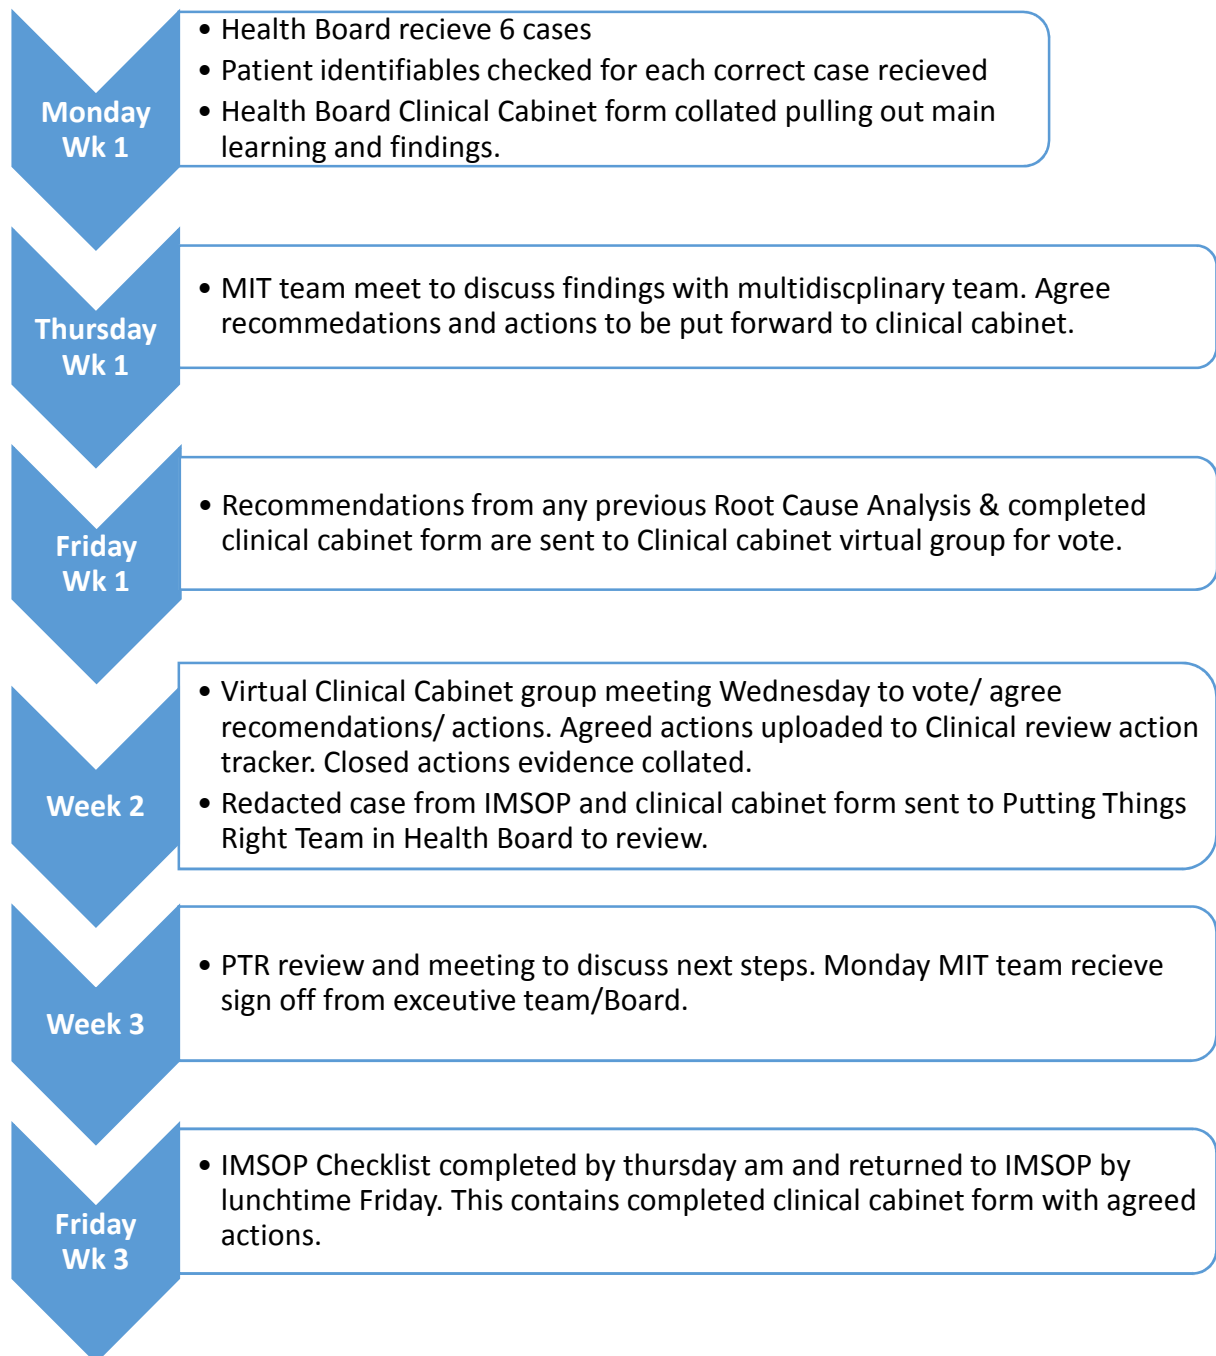 Monday
Wk 1
• Health Board recieve 6 cases
• Patient identifiables checked for each correct case recieved
• Health Board Clinical Cabinet form collated pulling out main
learning and findings.
Thursday
Wk 1
• MIT team meet to discuss findings with multidiscplinary team. Agree
recommedations and actions to be put forward to clinical cabinet.
Friday
Wk 1
• Recommendations from any previous Root Cause Analysis & completed
clinical cabinet form are sent to Clinical cabinet virtual group for vote.
Week 2
• Virtual Clinical Cabinet group meeting Wednesday to vote/ agree
recomendations/ actions. Agreed actions uploaded to Clinical review action
tracker. Closed actions evidence collated.
• Redacted case from IMSOP and clinical cabinet form sent to Putting Things
Right Team in Health Board to review.
Week 3
• PTR review and meeting to discuss next steps. Monday MIT team recieve
sign off from exceutive team/Board.
Friday
Wk 3
• IMSOP Checklist completed by thursday am and returned to IMSOP by
lunchtime Friday. This contains completed clinical cabinet form with agreed
actions.